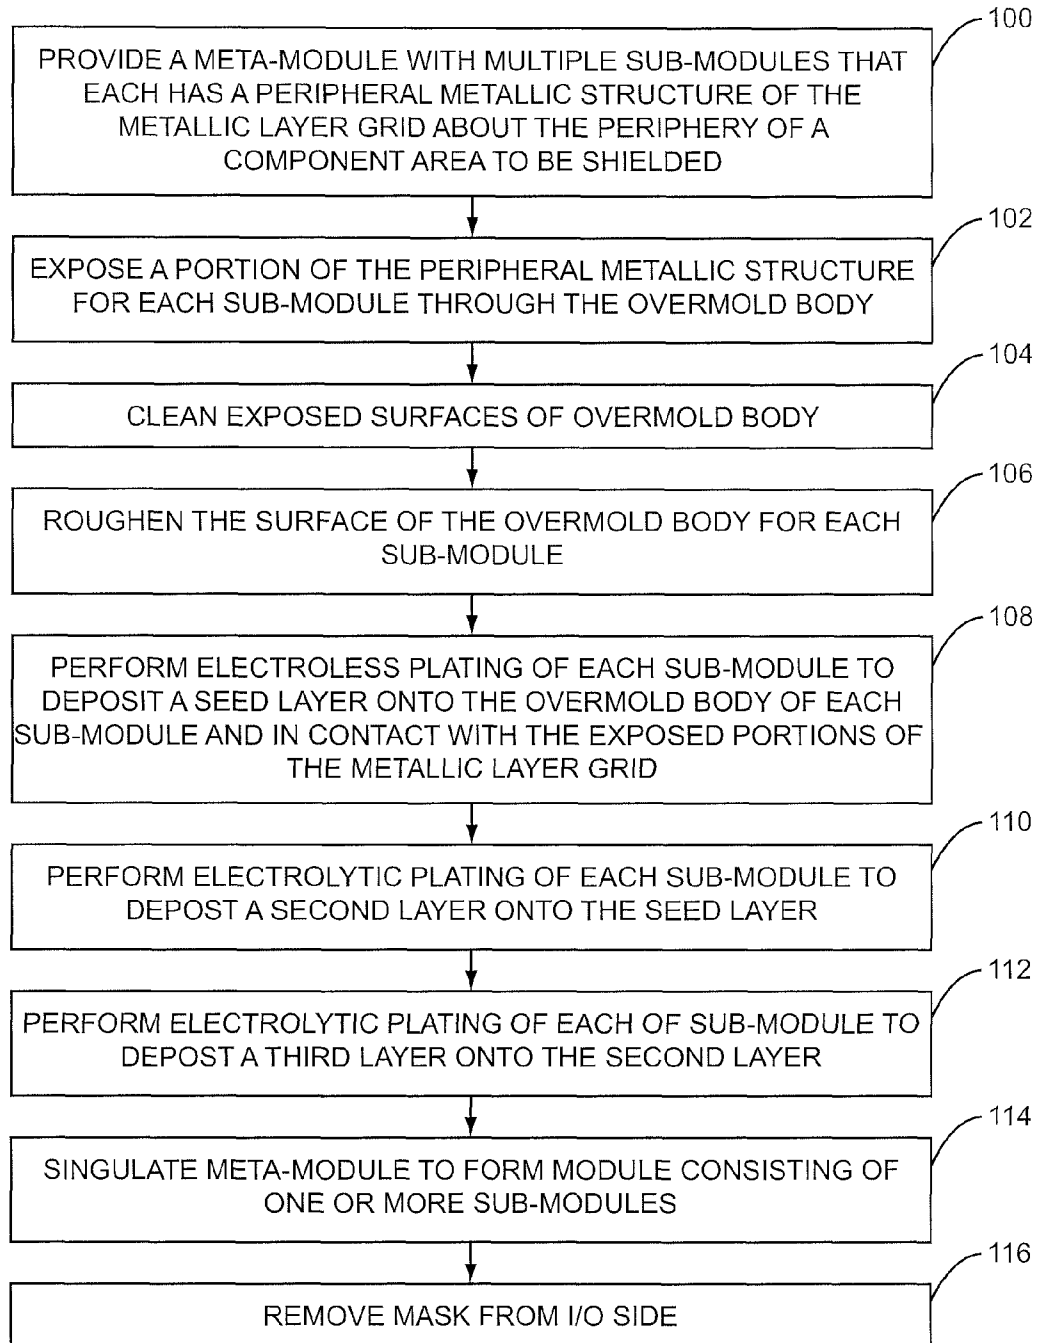 100
PROVIDE A META-MODULE WITH MULTIPLE SUB-MODULES THAT
EACH HAS A PERIPHERAL METALLIC STRUCTURE OF THE
METALLIC LAYER GRID ABOUT THE PERIPHERY OF A
COMPONENT AREA TO BE SHIELDED
102
EXPOSE A PORTION OF THE PERIPHERAL METALLIC STRUCTURE
FOR EACH SUB-MODULE THROUGH THE OVERMOLD BODY
104
CLEAN EXPOSED SURFACES OF OVERMOLD BODY
106
ROUGHEN THE SURFACE OF THE OVERMOLD BODY FOR EACH
SUB-MODULE
108
PERFORM ELECTROLESS PLATING OF EACH SUB-MODULE TO
DEPOSIT A SEED LAYER ONTO THE OVERMOLD BODY OF EACH
SUB-MODULE AND IN CONTACT WITH THE EXPOSED PORTIONS OF
THE METALLIC LAYER GRID
110
PERFORM ELECTROLYTIC PLATING OF EACH SUB-MODULE TO
DEPOST A SECOND LAYER ONTO THE SEED LAYER
112
PERFORM ELECTROLYTIC PLATING OF EACH OF SUB-MODULE TO
DEPOST A THIRD LAYER ONTO THE SECOND LAYER
114
SINGULATE META-MODULE TO FORM MODULE CONSISTING OF
ONE OR MORE SUB-MODULES
116
REMOVE MASK FROM I/O SIDE